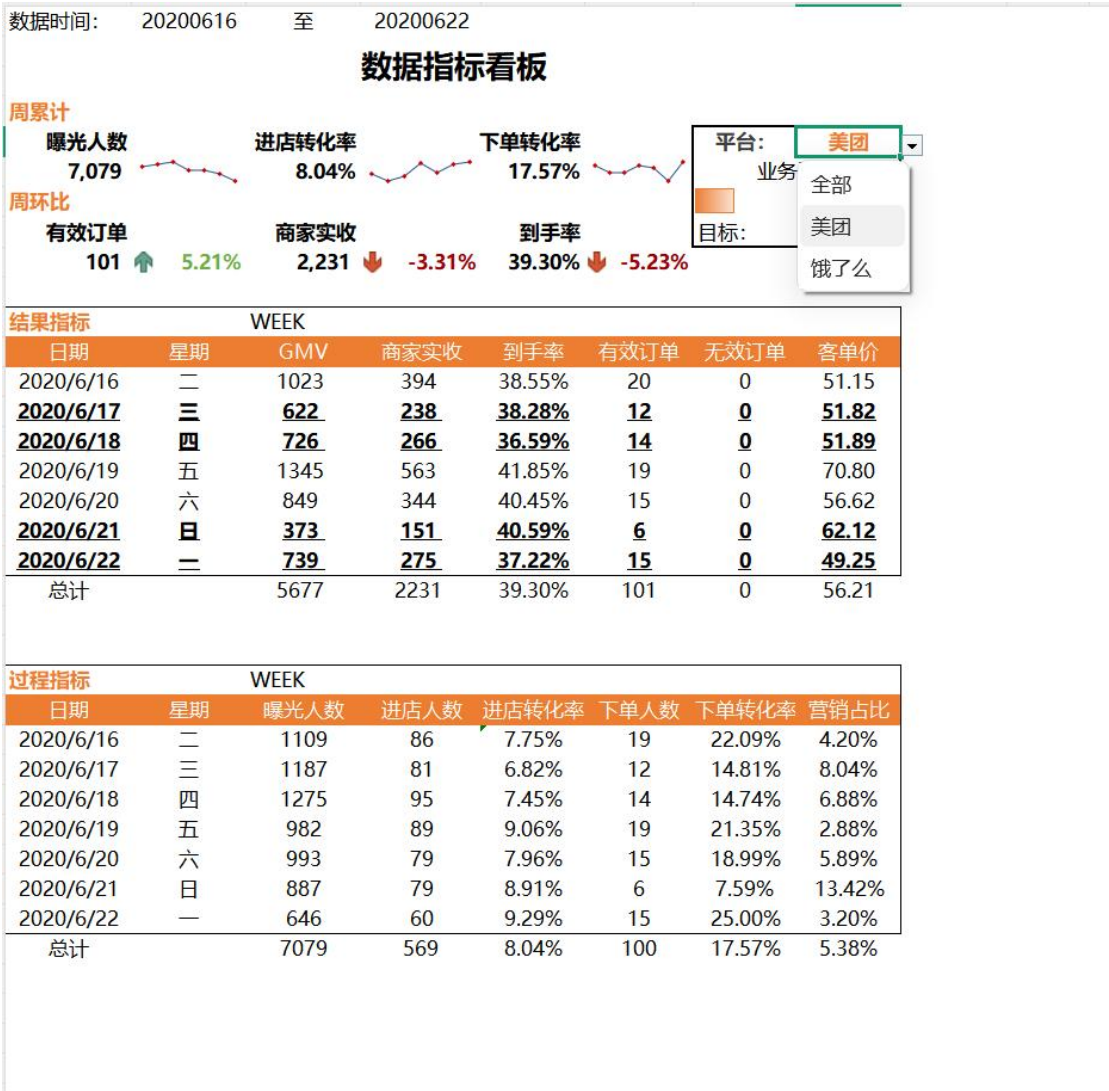 数据时间： 20200616 至 20200622
数据指标看板
周累计
曝光人数 进店转化率 下单转化率 平台： 美团
7,079 8.04% 17.57% 业务
全部
周环比
有效订单 商家实收 到手率 目标： 美团
101 5.21% 2,231 -3.31% 39.30% -5.23%
饿了么
结果指标 WEEK
日期 星期 GMV 商家实收 到手率 有效订单 无效订单 客单价
2020/6/16 二 1023 394 38.55% 20 0 51.15
2020/6/17 三 622 238 38.28% 12 0 51.82
2020/6/18 四 726 266 36.59% 14 0 51.89
2020/6/19 五 1345 563 41.85% 19 0 70.80
2020/6/20 六 849 344 40.45% 15 0 56.62
2020/6/21 日 373 151 40.59% 6 0 62.12
2020/6/22 一 739 275 37.22% 15 0 49.25
总计 5677 2231 39.30% 101 0 56.21
过程指标 WEEK
日期 星期 曝光人数 进店人数 进店转化率 下单人数 下单转化率 营销占比
2020/6/16 二 1109 86 7.75% 19 22.09% 4.20%
2020/6/17 三 1187 81 6.82% 12 14.81% 8.04%
2020/6/18 四 1275 95 7.45% 14 14.74% 6.88%
2020/6/19 五 982 89 9.06% 19 21.35% 2.88%
2020/6/20 六 993 79 7.96% 15 18.99% 5.89%
2020/6/21 日 887 79 8.91% 6 7.59% 13.42%
2020/6/22 一 646 60 9.29% 15 25.00% 3.20%
总计 7079 569 8.04% 100 17.57% 5.38%